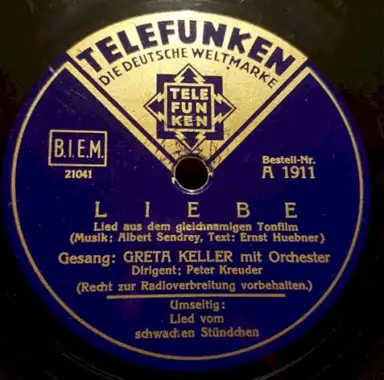 TELEFUNKEN
DIE DEUTSCHE WELTMARKE
TELE
FUN
KEN
B.I.E.M.
21041
Bestell-Nr.
A 1911
LIEBE
Lied aus dem gleichnamigen Tonfilm
(Musik: Albert Sendrey, Text: Ernst Huebner)
Gesang: GRETA KELLER mit Orchester
Dirigent: Peter Kreuder
(Recht zur Radioverbreitung vorbehalten.)
Umseitig:
Lied vom
schwachen Stündchen